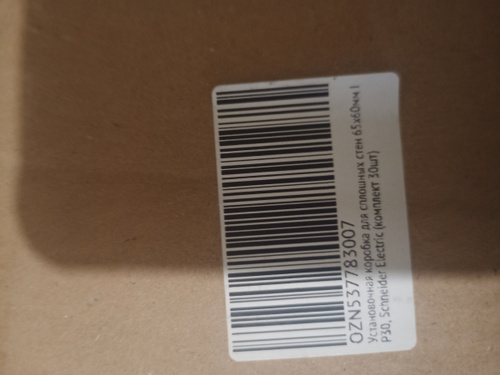 OZN537783007
Установочная коробка для сплошных стен 65х60мм I
P30, Schneider Electric (комплект 30шт)